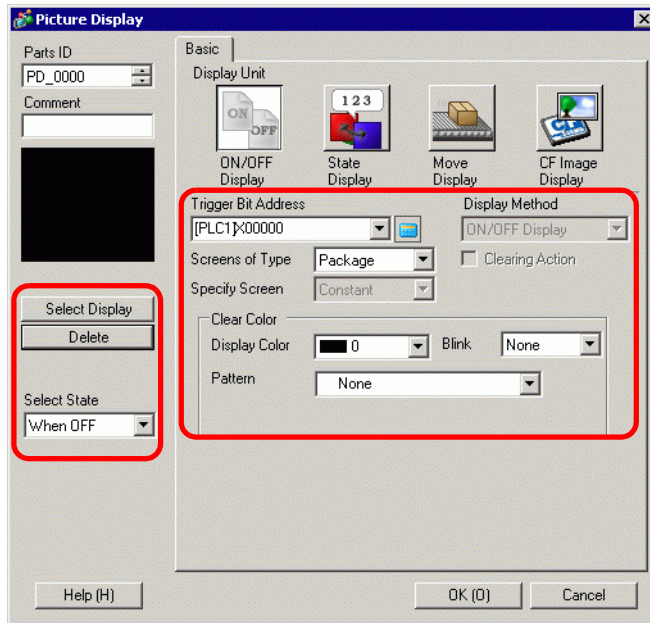 Picture Display
Parts ID
PD_0000
Comment
Select Display
Delete
Select State
When OFF
Basic
Display Unit
ON
OFF
123
ON/OFF
Display
State
Display
Move
Display
CF Image
Display
Trigger Bit Address
[PLC1]X00000
Display Method
ON/OFF Display
Screens of Type
Package
Clearing Action
Specify Screen
Constant
Clear Color
Display Color
0
Blink
None
Pattern
None
Help (H)
OK (O)
Cancel